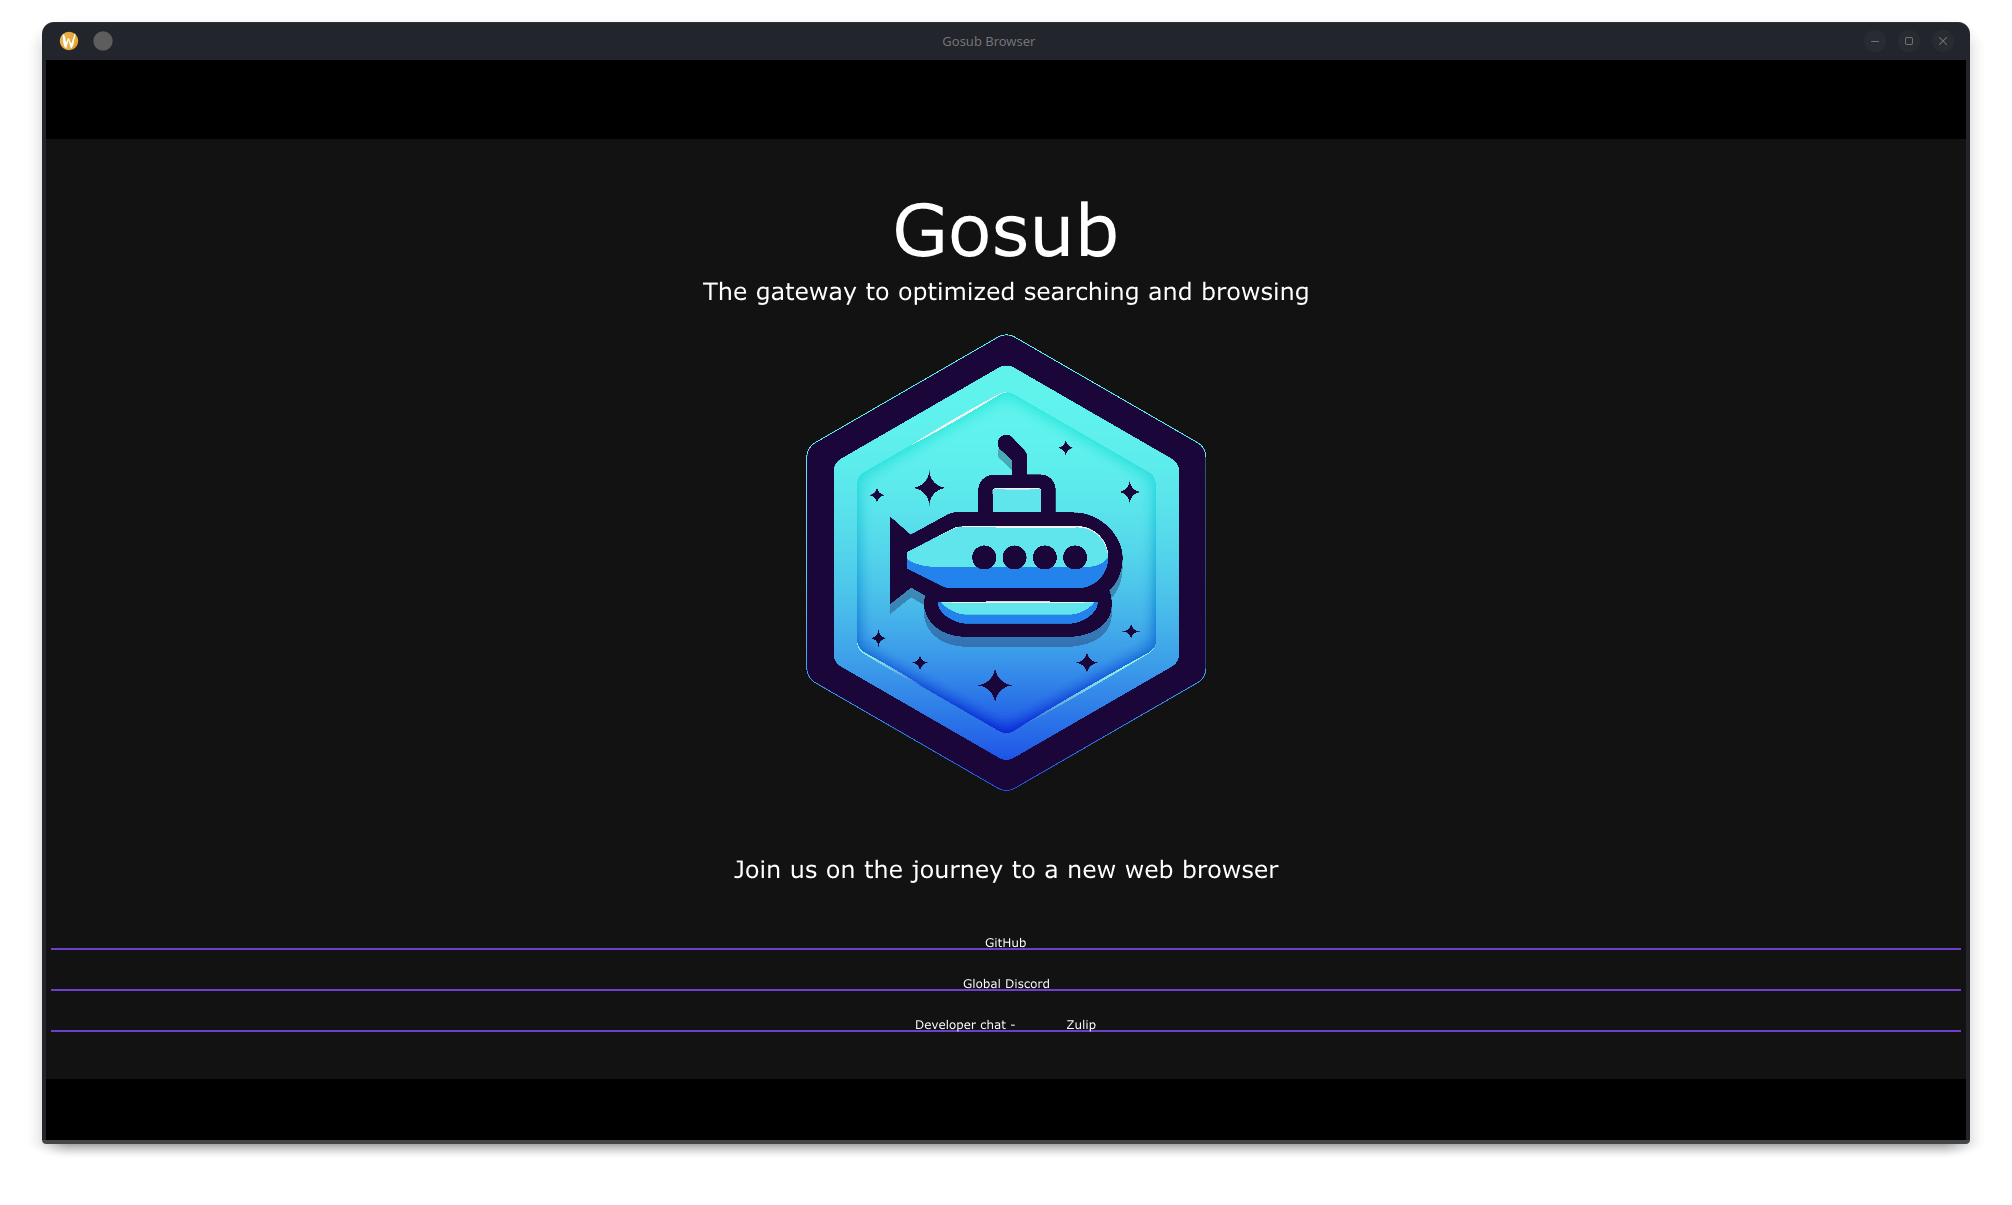 Gosub Browser
Gosub
The gateway to optimized searching and browsing
Join us on the journey to a new web browser
GitHub
Global Discord
Developer chat - Zulip